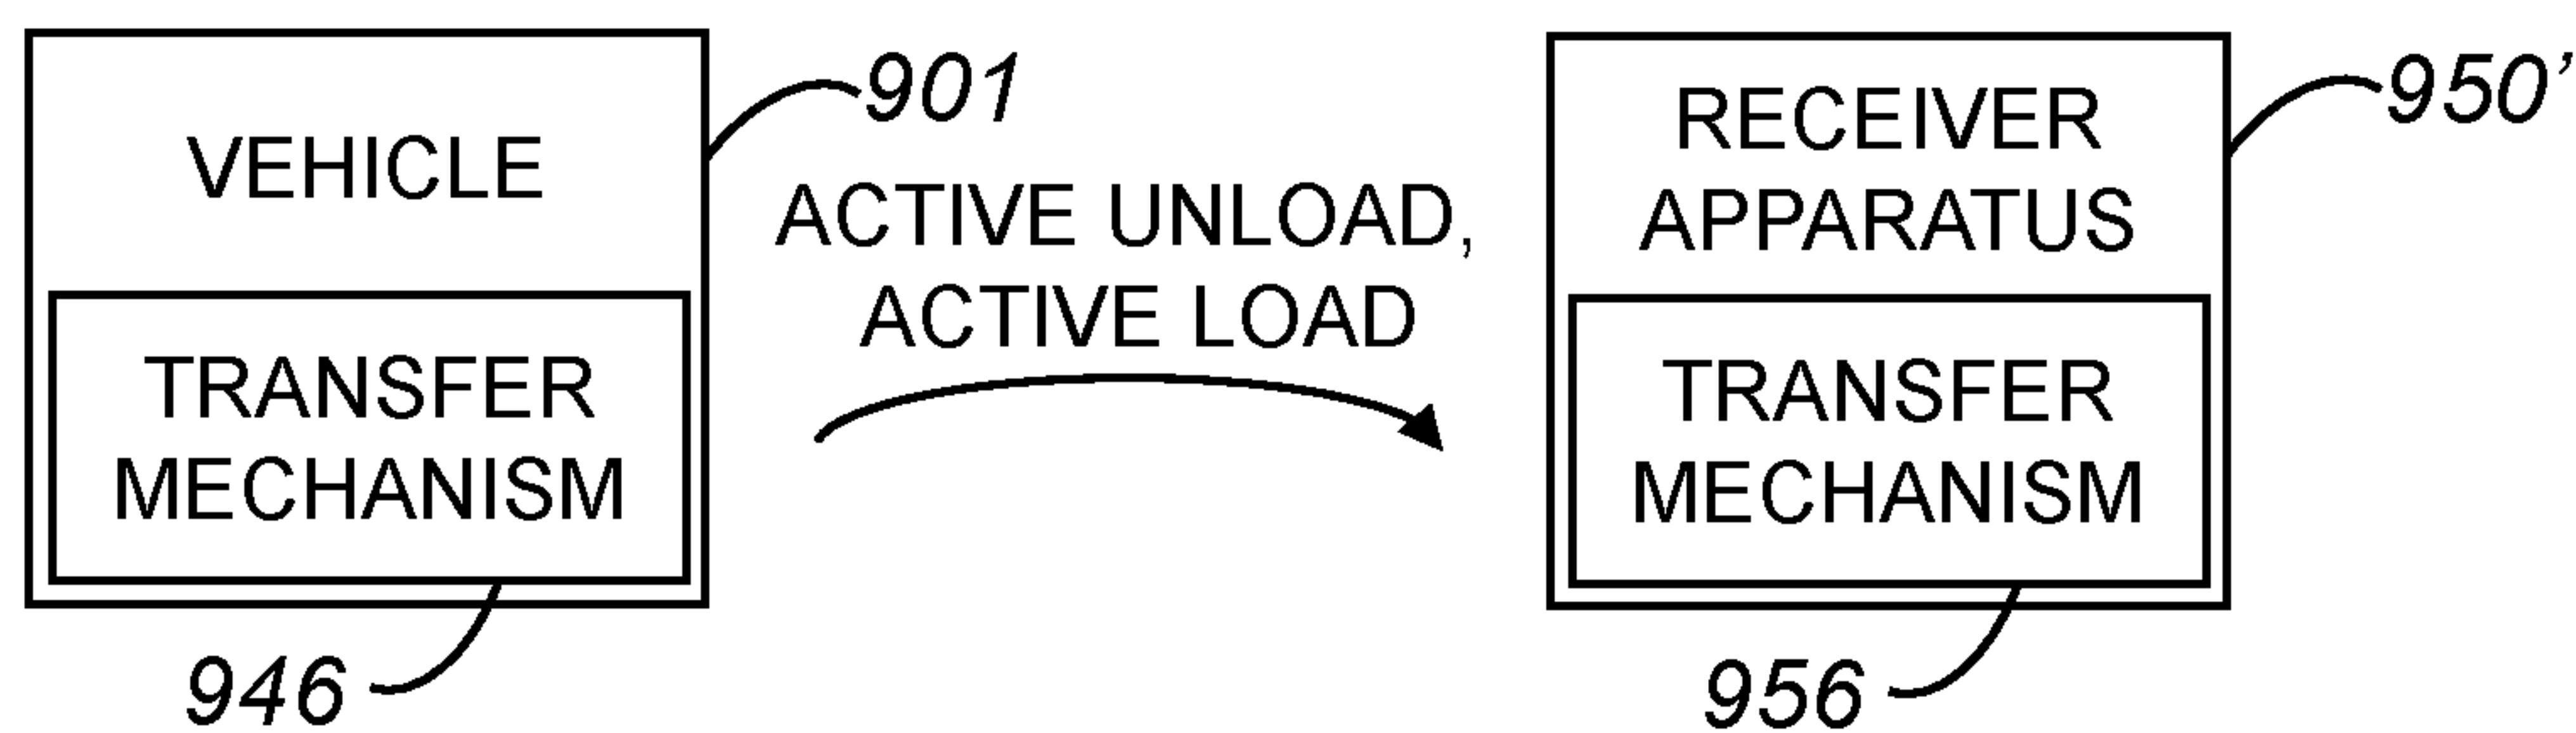 VEHICLE
TRANSFER
MECHANISM
901
946
ACTIVE UNLOAD,
ACTIVE LOAD
RECEIVER
APPARATUS
TRANSFER
MECHANISM
950’
956